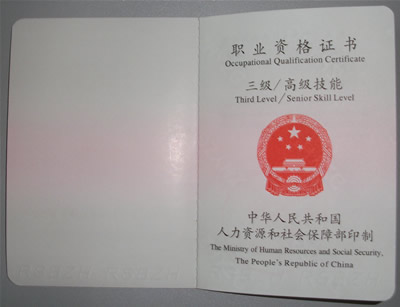 职业资格证书
Occupational Qualification Certificate
三级/高级技能
Third Level/Senior Skill Level
中华人民共和国
人力资源和社会保障部印制
The Ministry of Human Resources and Social Security,
The People's Republic of China